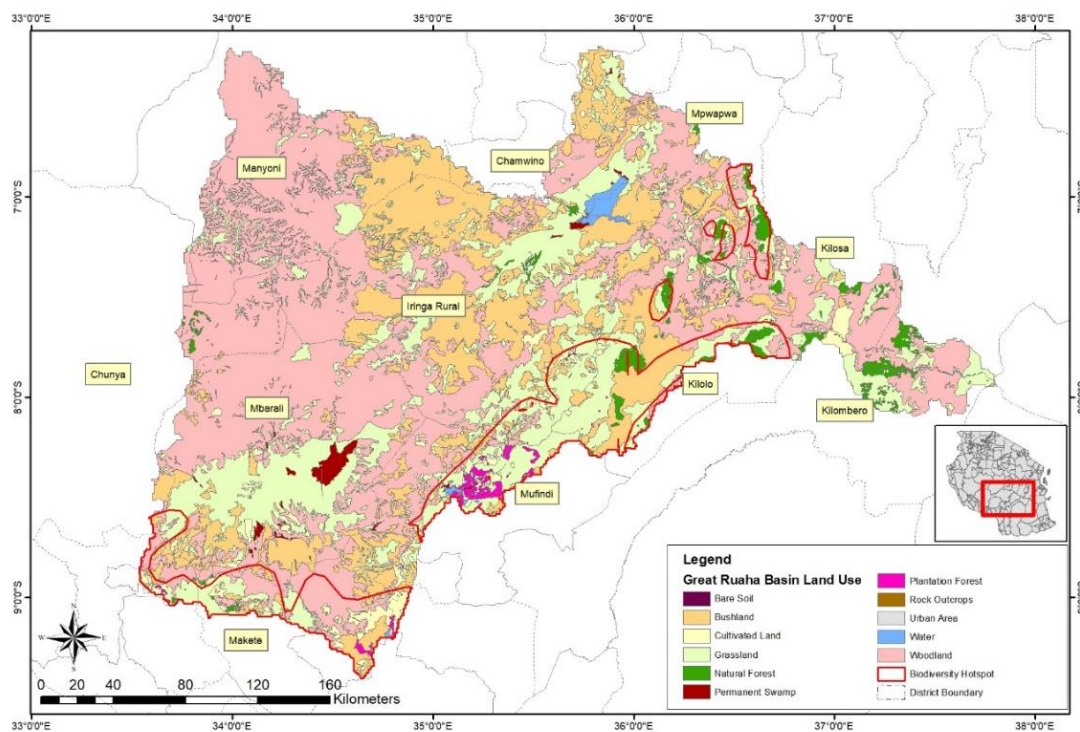 33°0'0"E 34°0'0"E 35°0'0"E 36°0'0"E 37°0'0"E 38°0'0"E
Mpwapwa
Chamwino
Manyoni
7°0'0"S
Kilosa
Iringa Rural
Chunya
Kilolo
8°0'0"S
Mbarali
Kilombero
Mufindi
9°0'0"S
Makete
N
W E
S
0 20 40 80 120 160
Kilometers
Legend
Great Ruaha Basin Land Use
Bare Soil
Bushland
Cultivated Land
Grassland
Natural Forest
Permanent Swamp
Plantation Forest
Rock Outcrops
Urban Area
Water
Woodland
Biodiversity Hotspot
District Boundary
33°0'0"E 34°0'0"E 35°0'0"E 36°0'0"E 37°0'0"E 38°0'0"E